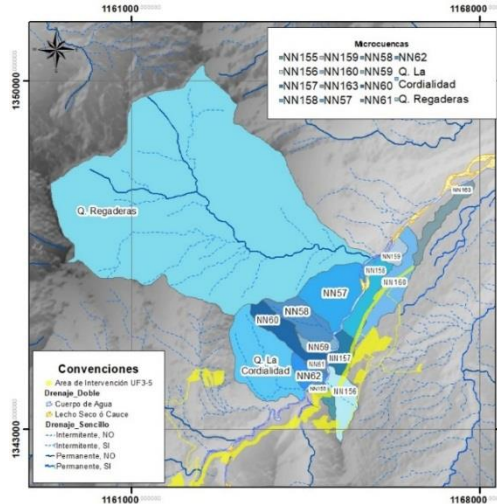 1161000
1168000
Microcuencas
NN155 NN159 NN58 NN62
NN156 NN160 NN59 Q. La
NN157 NN163 NN60 Cordialidad
NN158 NN57 NN61 Q. Regaderas
1350000
1350000
Q. Regaderas
NN159
NN158
NN160
NN57
NN58
NN60
NN59
NN157
Q. La
Cordialidad
NN61
NN62
NN156
Convenciones
Area de Intervención UF3-5
Drenaje_Doble
Cuerpo de Agua
Lecho Seco ó Cauce
Drenaje_Sencillo
Intermitente, NO
Intermitente, SI
Permanente, NO
Permanente, SI
1343000
1343000
1161000
1168000